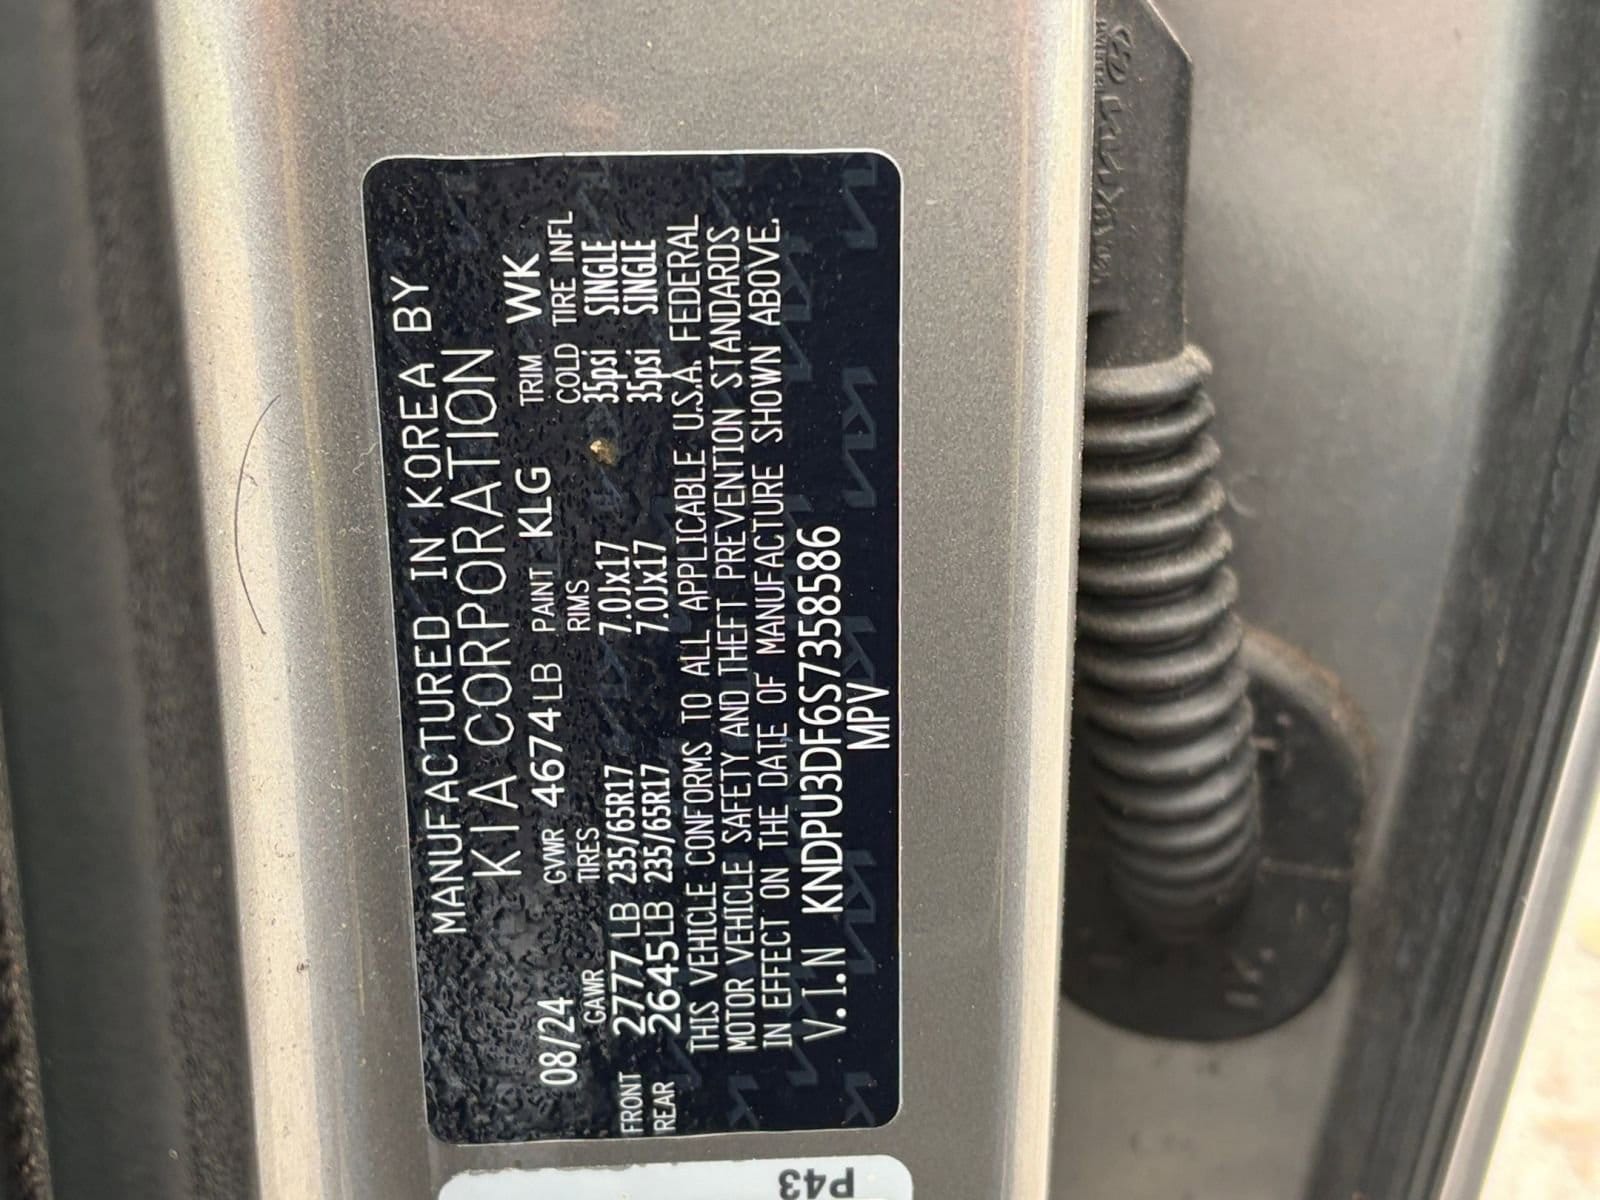 MANUFACTURED IN KOREA BY
KIA CORPORATION
08/24 GVWR 4674LB PAINT KLG TRIM WK
GAWR TIRES RIMS COLD TIRE INFL
FRONT 2777LB 235/65R17 7.0Jx17 35psi SINGLE
REAR 2645LB 235/65R17 7.0Jx17 35psi SINGLE
THIS VEHICLE CONFORMS TO ALL APPLICABLE U.S.A. FEDERAL
MOTOR VEHICLE SAFETY AND THEFT PREVENTION STANDARDS
IN EFFECT ON THE DATE OF MANUFACTURE SHOWN ABOVE.
V.I.N KNDPU3DF6S7358586
MPV
P43